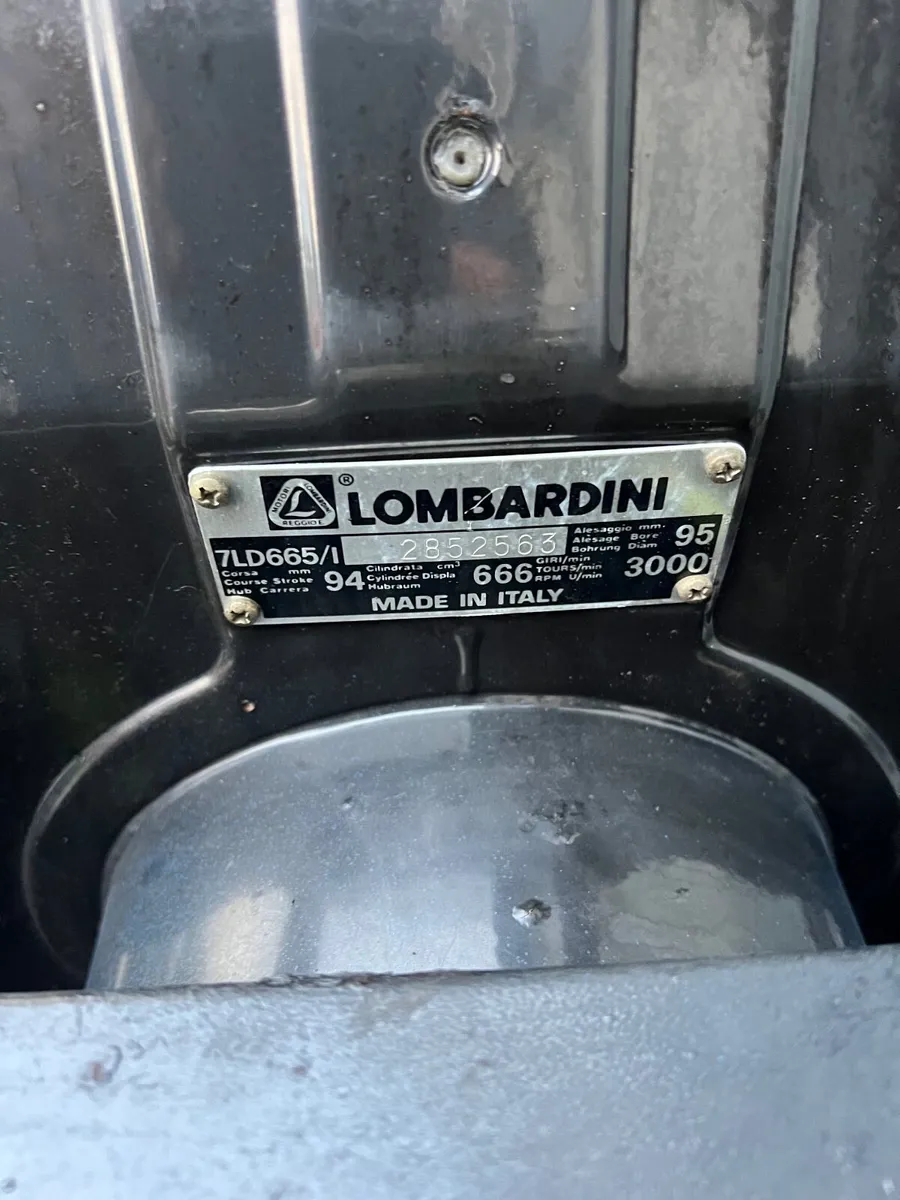 MOTORI LOMBARDINI
REGGIO E.
® LOMBARDINI
7LD665/I 2852563 Alesaggio mm. Alésage Bore Bohrung Diam 95
Corsa mm Course Stroke Hub Carrera 94 Cilindrata cm³ Cylindrée Displa Hubraum 666 GIRI/min TOURS/min RPM U/min 3000
MADE IN ITALY